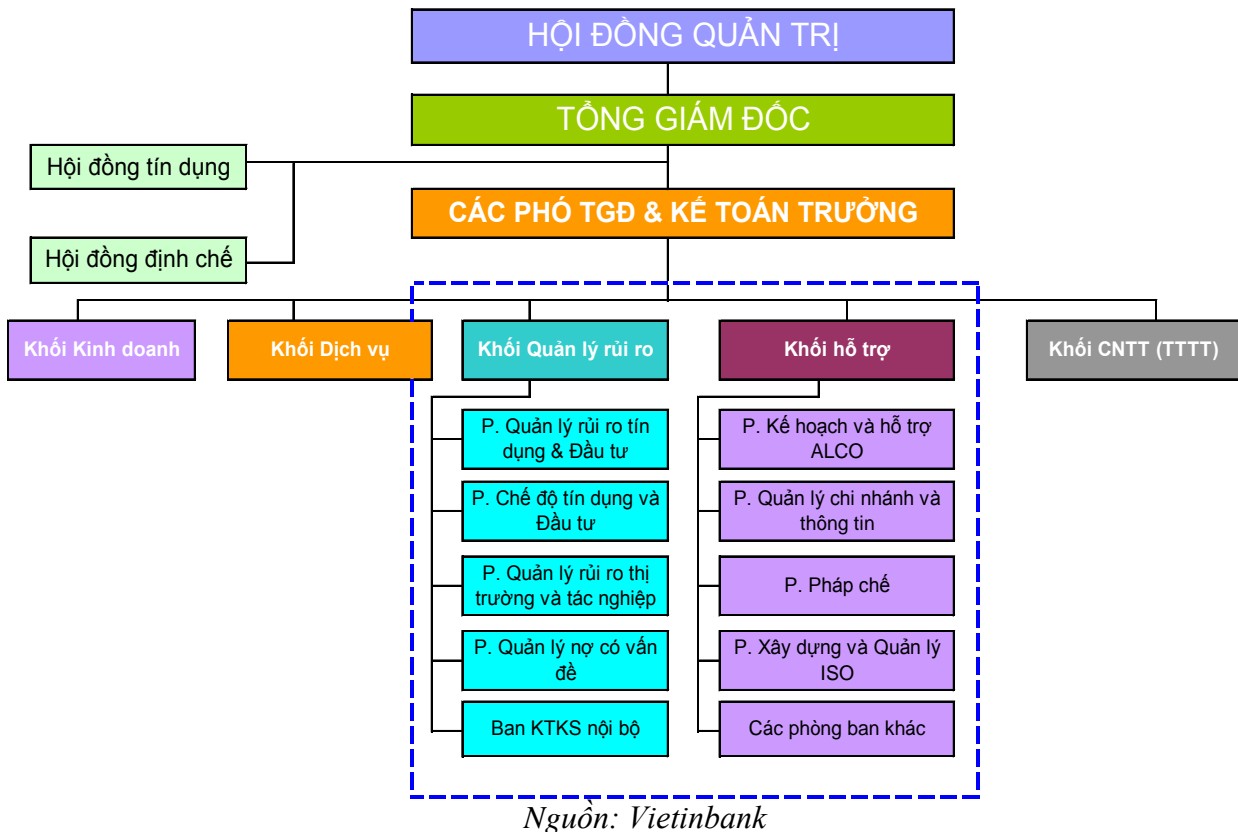 HỘI ĐỒNG QUẢN TRỊ
TỔNG GIÁM ĐỐC
Hội đồng tín dụng
CÁC PHÓ TGĐ & KẾ TOÁN TRƯỞNG
Hội đồng định chế
Khối Kinh doanh
Khối Dịch vụ
Khối Quản lý rủi ro
Khối hỗ trợ
Khối CNTT (TTTT)
P. Quản lý rủi ro tín
dụng & Đầu tư
P. Chế độ tín dụng và
Đầu tư
P. Quản lý rủi ro thị
trường và tác nghiệp
P. Quản lý nợ có vấn
đề
Ban KTKS nội bộ
P. Kế hoạch và hỗ trợ
ALCO
P. Quản lý chi nhánh và
thông tin
P. Pháp chế
P. Xây dựng và Quản lý
ISO
Các phòng ban khác
Nguồn: Vietinbank